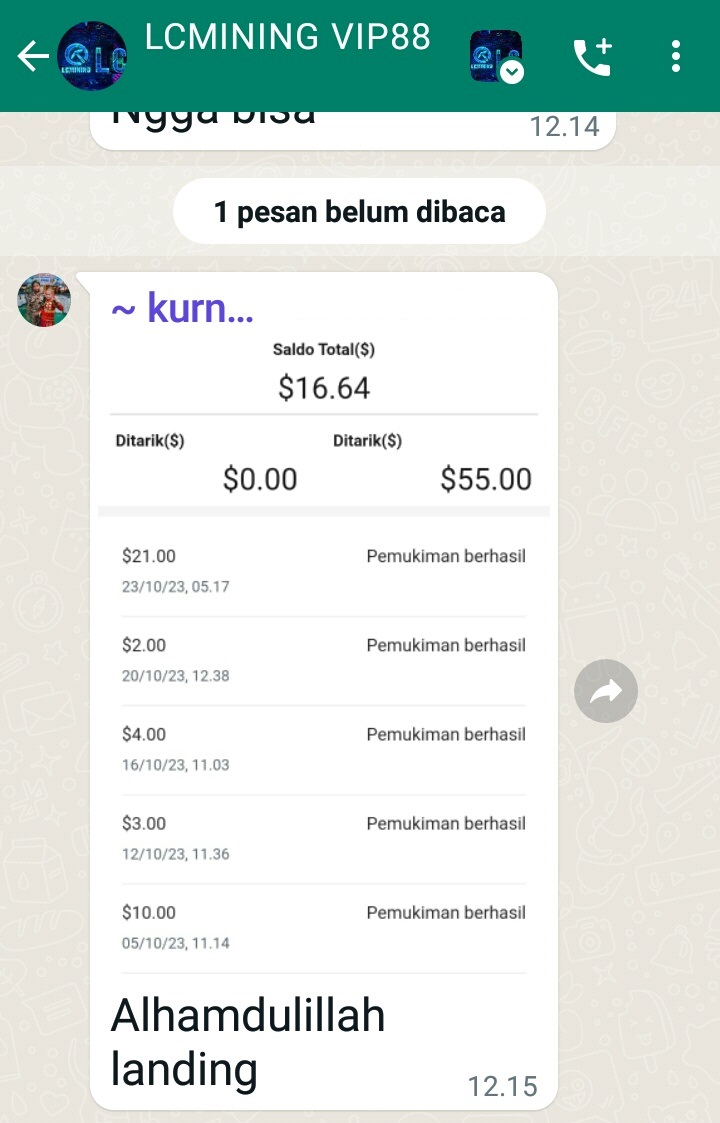 LCMINING VIP88
Ngga bisa
12.14
1 pesan belum dibaca
~ kurn...
Saldo Total($)
$16.64
Ditarik($) Ditarik($)
$0.00 $55.00
$21.00 Pemukiman berhasil
23/10/23, 05.17
$2.00 Pemukiman berhasil
20/10/23, 12.38
$4.00 Pemukiman berhasil
16/10/23, 11.03
$3.00 Pemukiman berhasil
12/10/23, 11.36
$10.00 Pemukiman berhasil
05/10/23, 11.14
Alhamdulillah
landing
12.15